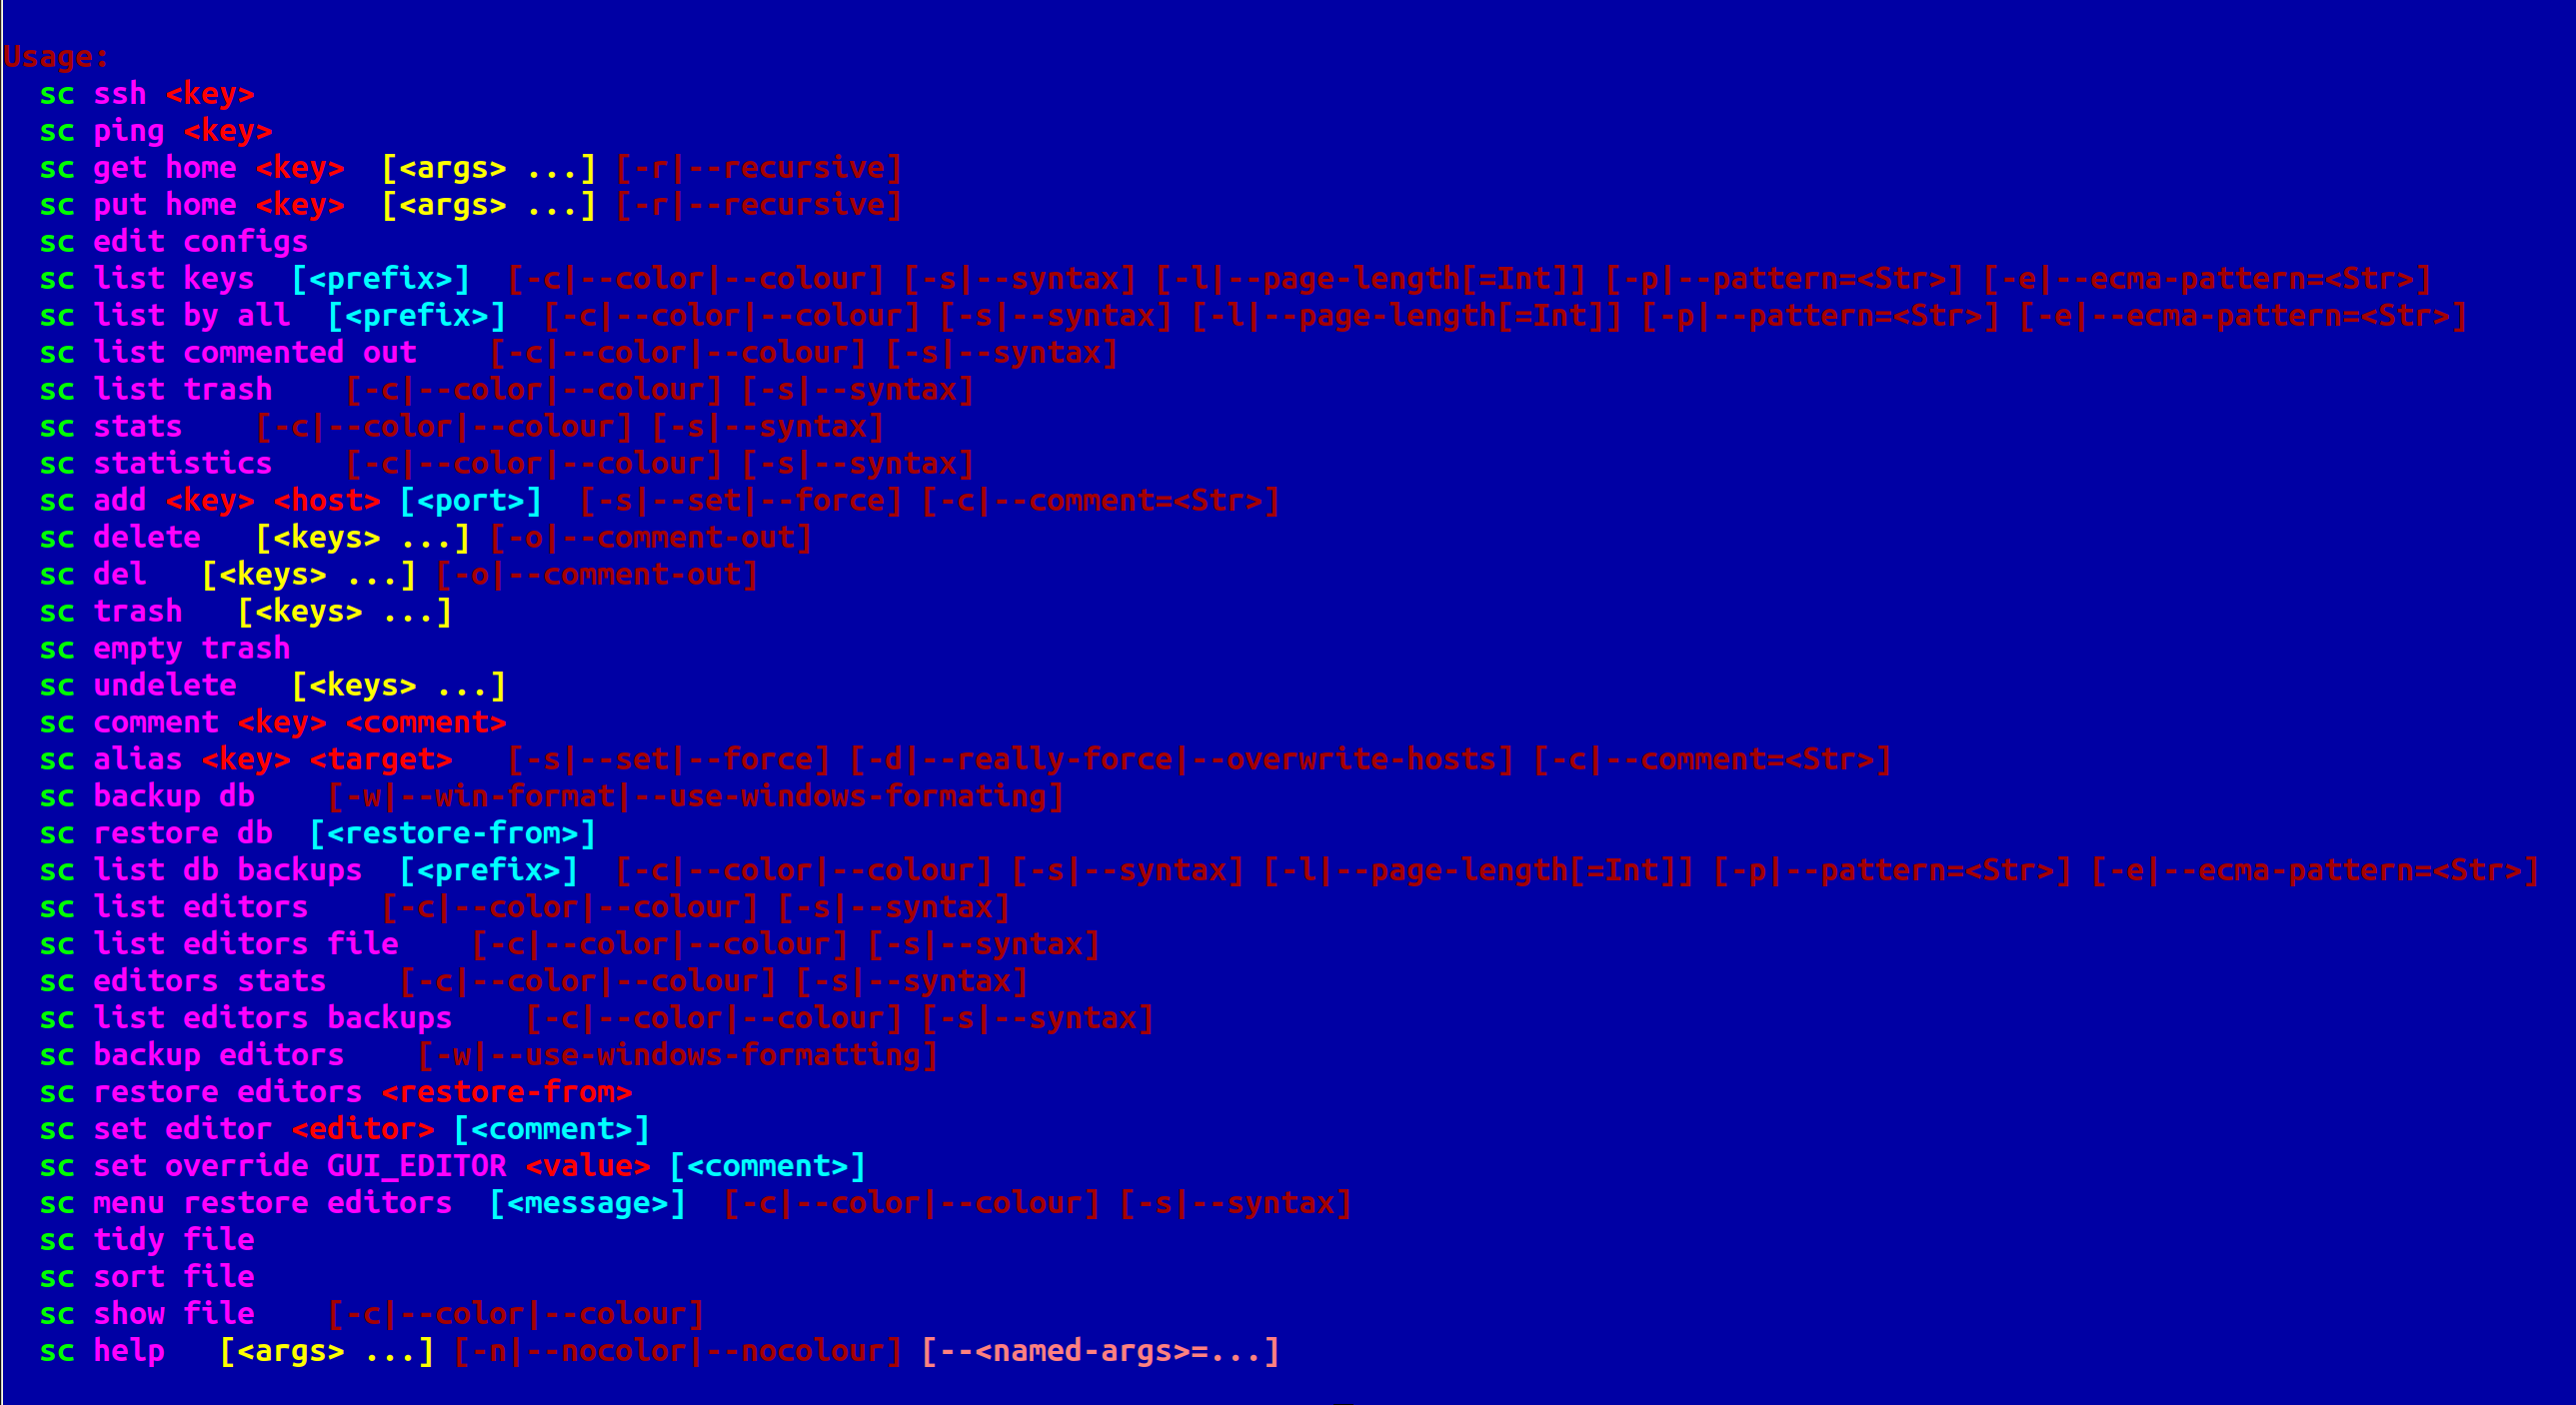 Usage:
  sc ssh <key>
  sc ping <key>
  sc get home <key>  [<args> ...] [-r|--recursive]
  sc put home <key>  [<args> ...] [-r|--recursive]
  sc edit configs
  sc list keys  [<prefix>]  [-c|--color|--colour] [-s|--syntax] [-l|--page-length[=Int]] [-p|--pattern=<Str>] [-e|--ecma-pattern=<Str>]
  sc list by all  [<prefix>]  [-c|--color|--colour] [-s|--syntax] [-l|--page-length[=Int]] [-p|--pattern=<Str>] [-e|--ecma-pattern=<Str>]
  sc list commented out    [-c|--color|--colour] [-s|--syntax]
  sc list trash    [-c|--color|--colour] [-s|--syntax]
  sc stats    [-c|--color|--colour] [-s|--syntax]
  sc statistics    [-c|--color|--colour] [-s|--syntax]
  sc add <key> <host> [<port>]  [-s|--set|--force] [-c|--comment=<Str>]
  sc delete   [<keys> ...] [-o|--comment-out]
  sc del   [<keys> ...] [-o|--comment-out]
  sc trash   [<keys> ...]
  sc empty trash
  sc undelete   [<keys> ...]
  sc comment <key> <comment>
  sc alias <key> <target>   [-s|--set|--force] [-d|--really-force|--overwrite-hosts] [-c|--comment=<Str>]
  sc backup db    [-w|--win-format|--use-windows-formating]
  sc restore db  [<restore-from>]
  sc list db backups  [<prefix>]  [-c|--color|--colour] [-s|--syntax] [-l|--page-length[=Int]] [-p|--pattern=<Str>] [-e|--ecma-pattern=<Str>]
  sc list editors    [-c|--color|--colour] [-s|--syntax]
  sc list editors file    [-c|--color|--colour] [-s|--syntax]
  sc editors stats    [-c|--color|--colour] [-s|--syntax]
  sc list editors backups    [-c|--color|--colour] [-s|--syntax]
  sc backup editors    [-w|--use-windows-formatting]
  sc restore editors <restore-from>
  sc set editor <editor> [<comment>]
  sc set override GUI_EDITOR <value> [<comment>]
  sc menu restore editors  [<message>]  [-c|--color|--colour] [-s|--syntax]
  sc tidy file
  sc sort file
  sc show file    [-c|--color|--colour]
  sc help   [<args> ...] [-n|--nocolor|--nocolour] [--<named-args>=...]